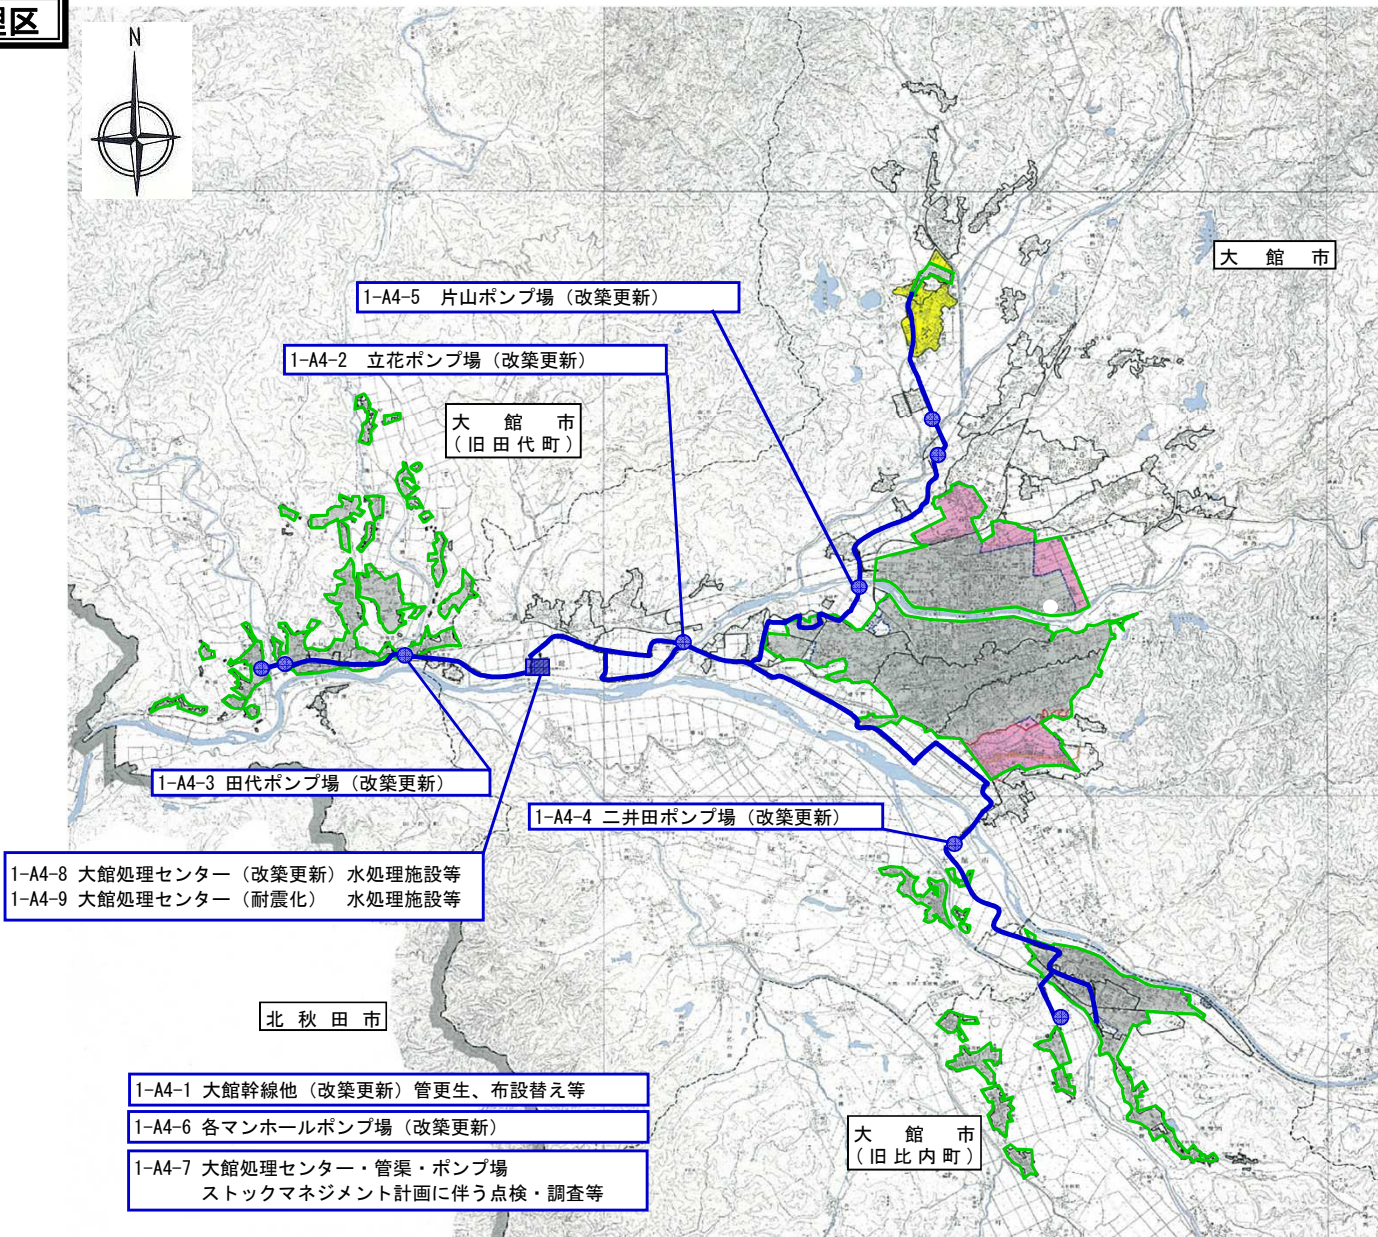 理区
N
大館市
1-A4-5 片山ポンプ場（改築更新）
1-A4-2 立花ポンプ場（改築更新）
大館市
（旧田代町）
1-A4-3 田代ポンプ場（改築更新）
1-A4-4 二井田ポンプ場（改築更新）
1-A4-8 大館処理センター（改築更新）水処理施設等
1-A4-9 大館処理センター（耐震化） 水処理施設等
北秋田市
1-A4-1 大館幹線他（改築更新）管更生、布設替え等
1-A4-6 各マンホールポンプ場（改築更新）
1-A4-7 大館処理センター・管渠・ポンプ場
ストックマネジメント計画に伴う点検・調査等
大館市
（旧比内町）